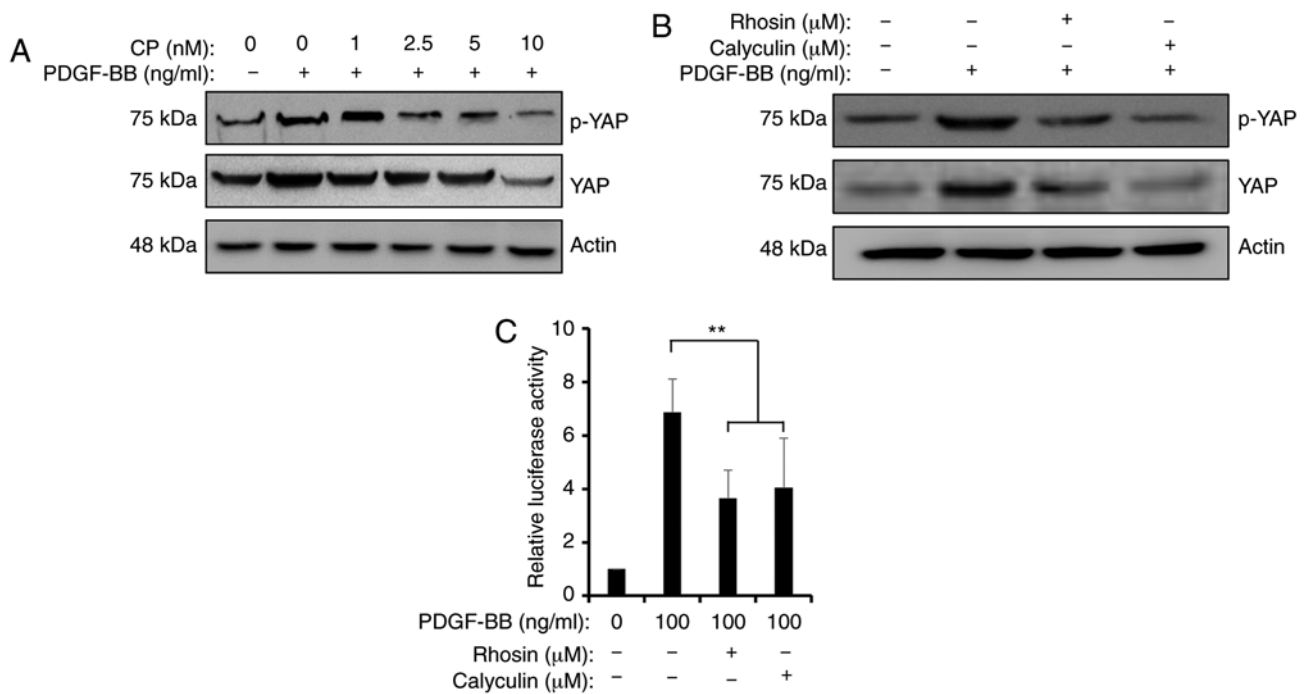 A
CP (nM): 0 0 1 2.5 5 10
PDGF-BB (ng/ml): – + + + + +
75 kDa p-YAP
75 kDa YAP
48 kDa Actin
B
Rhosin (μM): – – + –
Calyculin (μM): – – – +
PDGF-BB (ng/ml): – + + +
75 kDa p-YAP
75 kDa YAP
48 kDa Actin
C
Relative luciferase activity
10
8
6
4
2
0
**
PDGF-BB (ng/ml): 0 100 100 100
Rhosin (μM): – – + –
Calyculin (μM): – – – +